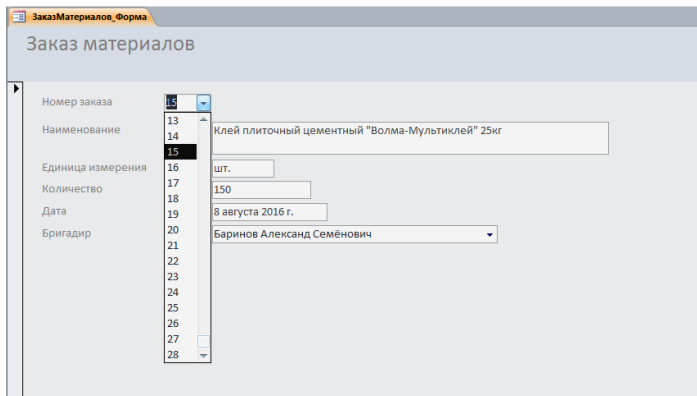 ЗаказМатериалов_Форма
Заказ материалов
Номер заказа 15
13
Наименование Клей плиточный цементный "Волма-Мультиклей" 25кг
14
15
Единица измерения 16 шт.
Количество 17 150
18
Дата 19 8 августа 2016 г.
Бригадир 20 Баринов Александ Семёнович
21
22
23
24
25
26
27
28